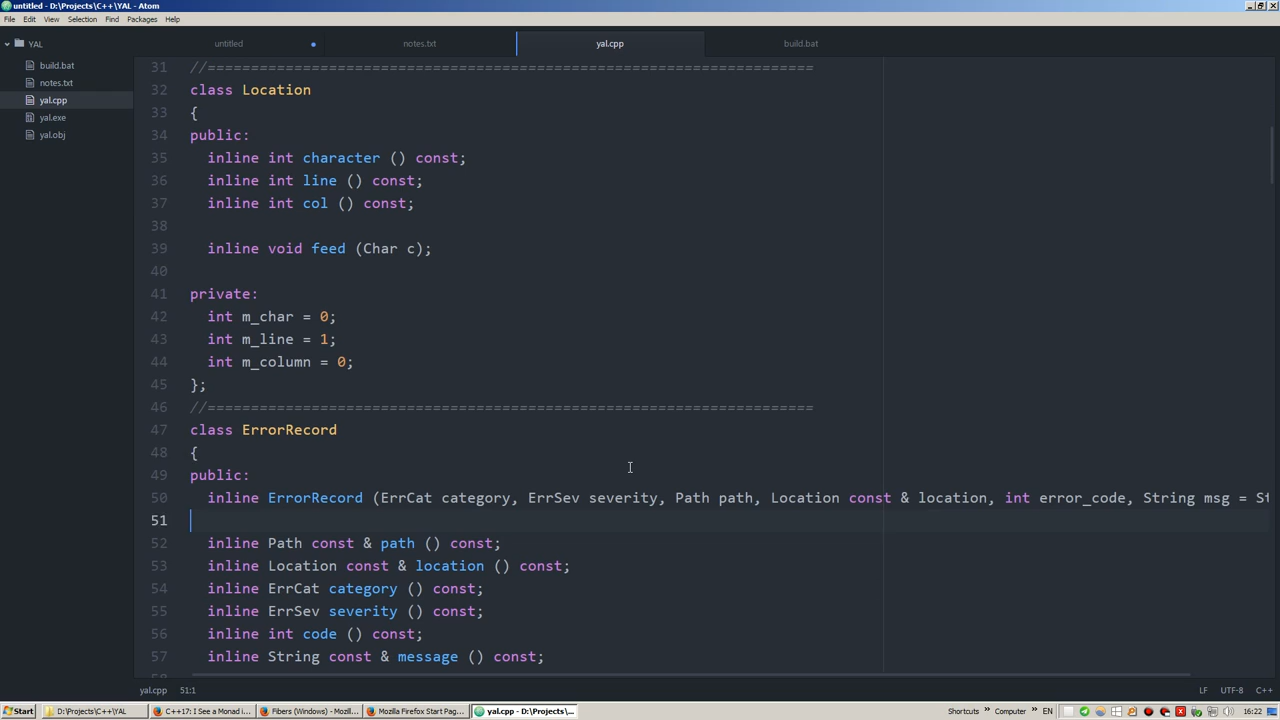 untitled - D:\Projects\C++\YAL - Atom
File Edit View Selection Find Packages Help
YAL
build.bat
notes.txt
yal.cpp
yal.exe
yal.obj
untitled notes.txt yal.cpp build.bat
31 //======================================================================
32 class Location
33 {
34 public:
35 inline int character () const;
36 inline int line () const;
37 inline int col () const;
38
39 inline void feed (Char c);
40
41 private:
42 int m_char = 0;
43 int m_line = 1;
44 int m_column = 0;
45 };
46 //======================================================================
47 class ErrorRecord
48 {
49 public:
50 inline ErrorRecord (ErrCat category, ErrSev severity, Path path, Location const & location, int error_code, String msg = St
51
52 inline Path const & path () const;
53 inline Location const & location () const;
54 inline ErrCat category () const;
55 inline ErrSev severity () const;
56 inline int code () const;
57 inline String const & message () const;
yal.cpp 51:1 LF UTF-8 C++
Start D:\Projects\C++\YAL C++17: I See a Monad i... Fibers (Windows) - Mozil... Mozilla Firefox Start Pag... yal.cpp - D:\Projects\... Shortcuts » Computer » EN 16:22